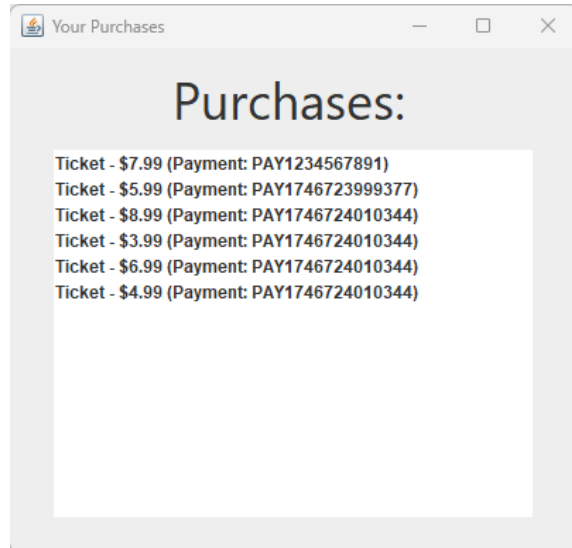 Your Purchases
Purchases:
Ticket - $7.99 (Payment: PAY1234567891)
Ticket - $5.99 (Payment: PAY1746723999377)
Ticket - $8.99 (Payment: PAY1746724010344)
Ticket - $3.99 (Payment: PAY1746724010344)
Ticket - $6.99 (Payment: PAY1746724010344)
Ticket - $4.99 (Payment: PAY1746724010344)